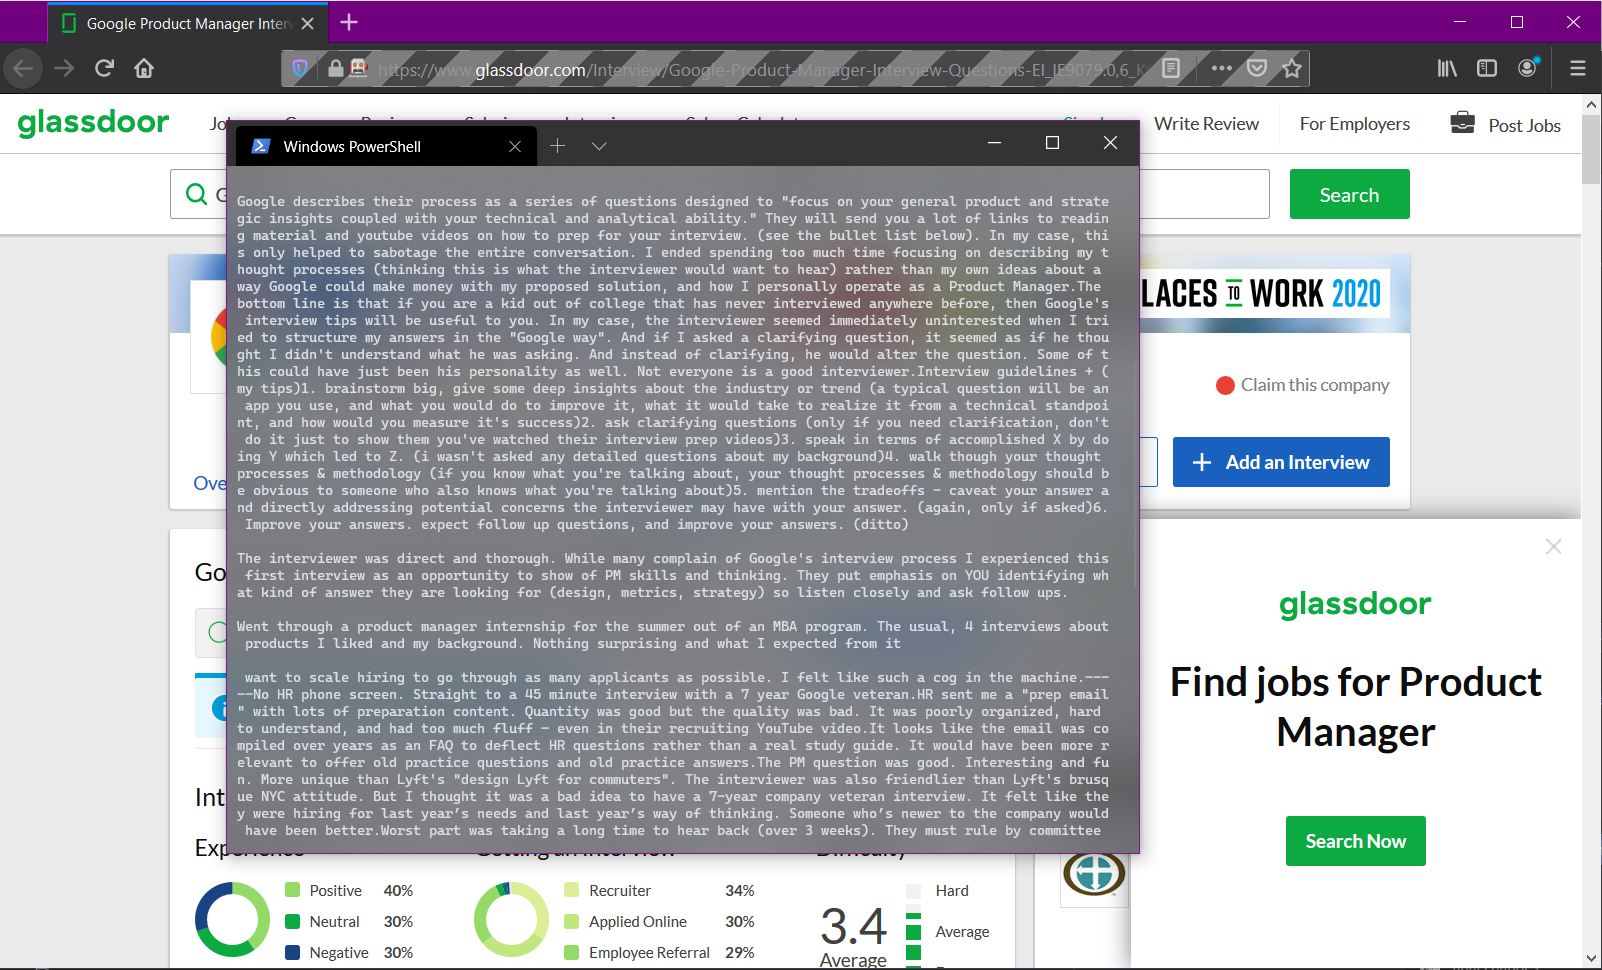 Google Product Manager Inter
https://www.glassdoor.com/Interview/Google-Product-Manager-Interview-Questions-EI_IE9079.0,6_K
glassdoor
Write Review
For Employers
Post Jobs
Windows PowerShell
Search
Google describes their process as a series of questions designed to "focus on your general product and strate
gic insights coupled with your technical and analytical ability." They will send you a lot of links to readin
g material and youtube videos on how to prep for your interview. (see the bullet list below). In my case, thi
s only helped to sabotage the entire conversation. I ended spending too much time focusing on describing my t
hought processes (thinking this is what the interviewer would want to hear) rather than my own ideas about a
way Google could make money with my proposed solution, and how I personally operate as a Product Manager.The
bottom line is that if you are a kid out of college that has never interviewed anywhere before, then Google's
interview tips will be useful to you. In my case, the interviewer seemed immediately uninterested when I tri
ed to structure my answers in the "Google way". And if I asked a clarifying question, it seemed as if he thou
ght I didn't understand what he was asking. And instead of clarifying, he would alter the question. Some of t
his could have just been his personality as well. Not everyone is a good interviewer.Interview guidelines + (
my tips)1. brainstorm big, give some deep insights about the industry or trend (a typical question will be an
app you use, and what you would do to improve it, what it would take to realize it from a technical standpoi
nt, and how would you measure it's success)2. ask clarifying questions (only if you need clarification, don't
do it just to show them you've watched their interview prep videos)3. speak in terms of accomplished X by do
ing Y which led to Z. (i wasn't asked any detailed questions about my background)4. walk though your thought
processes & methodology (if you know what you're talking about, your thought processes & methodology should b
e obvious to someone who also knows what you're talking about)5. mention the tradeoffs - caveat your answer a
nd directly addressing potential concerns the interviewer may have with your answer. (again, only if asked)6.
Improve your answers. expect follow up questions, and improve your answers. (ditto)
The interviewer was direct and thorough. While many complain of Google's interview process I experienced this
first interview as an opportunity to show of PM skills and thinking. They put emphasis on YOU identifying wh
at kind of answer they are looking for (design, metrics, strategy) so listen closely and ask follow ups.
Went through a product manager internship for the summer out of an MBA program. The usual, 4 interviews about
products I liked and my background. Nothing surprising and what I expected from it
want to scale hiring to go through as many applicants as possible. I felt like such a cog in the machine.---
--No HR phone screen. Straight to a 45 minute interview with a 7 year Google veteran.HR sent me a "prep email
" with lots of preparation content. Quantity was good but the quality was bad. It was poorly organized, hard
to understand, and had too much fluff - even in their recruiting YouTube video.It looks like the email was co
mpiled over years as an FAQ to deflect HR questions rather than a real study guide. It would have been more r
elevant to offer old practice questions and old practice answers.The PM question was good. Interesting and fu
n. More unique than Lyft's "design Lyft for commuters". The interviewer was also friendlier than Lyft's brusq
ue NYC attitude. But I thought it was a bad idea to have a 7-year company veteran interview. It felt like the
y were hiring for last year's needs and last year's way of thinking. Someone who's newer to the company would
have been better.Worst part was taking a long time to hear back (over 3 weeks). They must rule by committee
LACES TO WORK 2020
Claim this company
Add an Interview
Ove
Go
Int
glassdoor
Find jobs for Product
Manager
Search Now
Experience
Getting an Interview
Difficulty
Positive 40%
Neutral 30%
Negative 30%
Recruiter 34%
Applied Online 30%
Employee Referral 29%
3.4
Average
Hard
Average